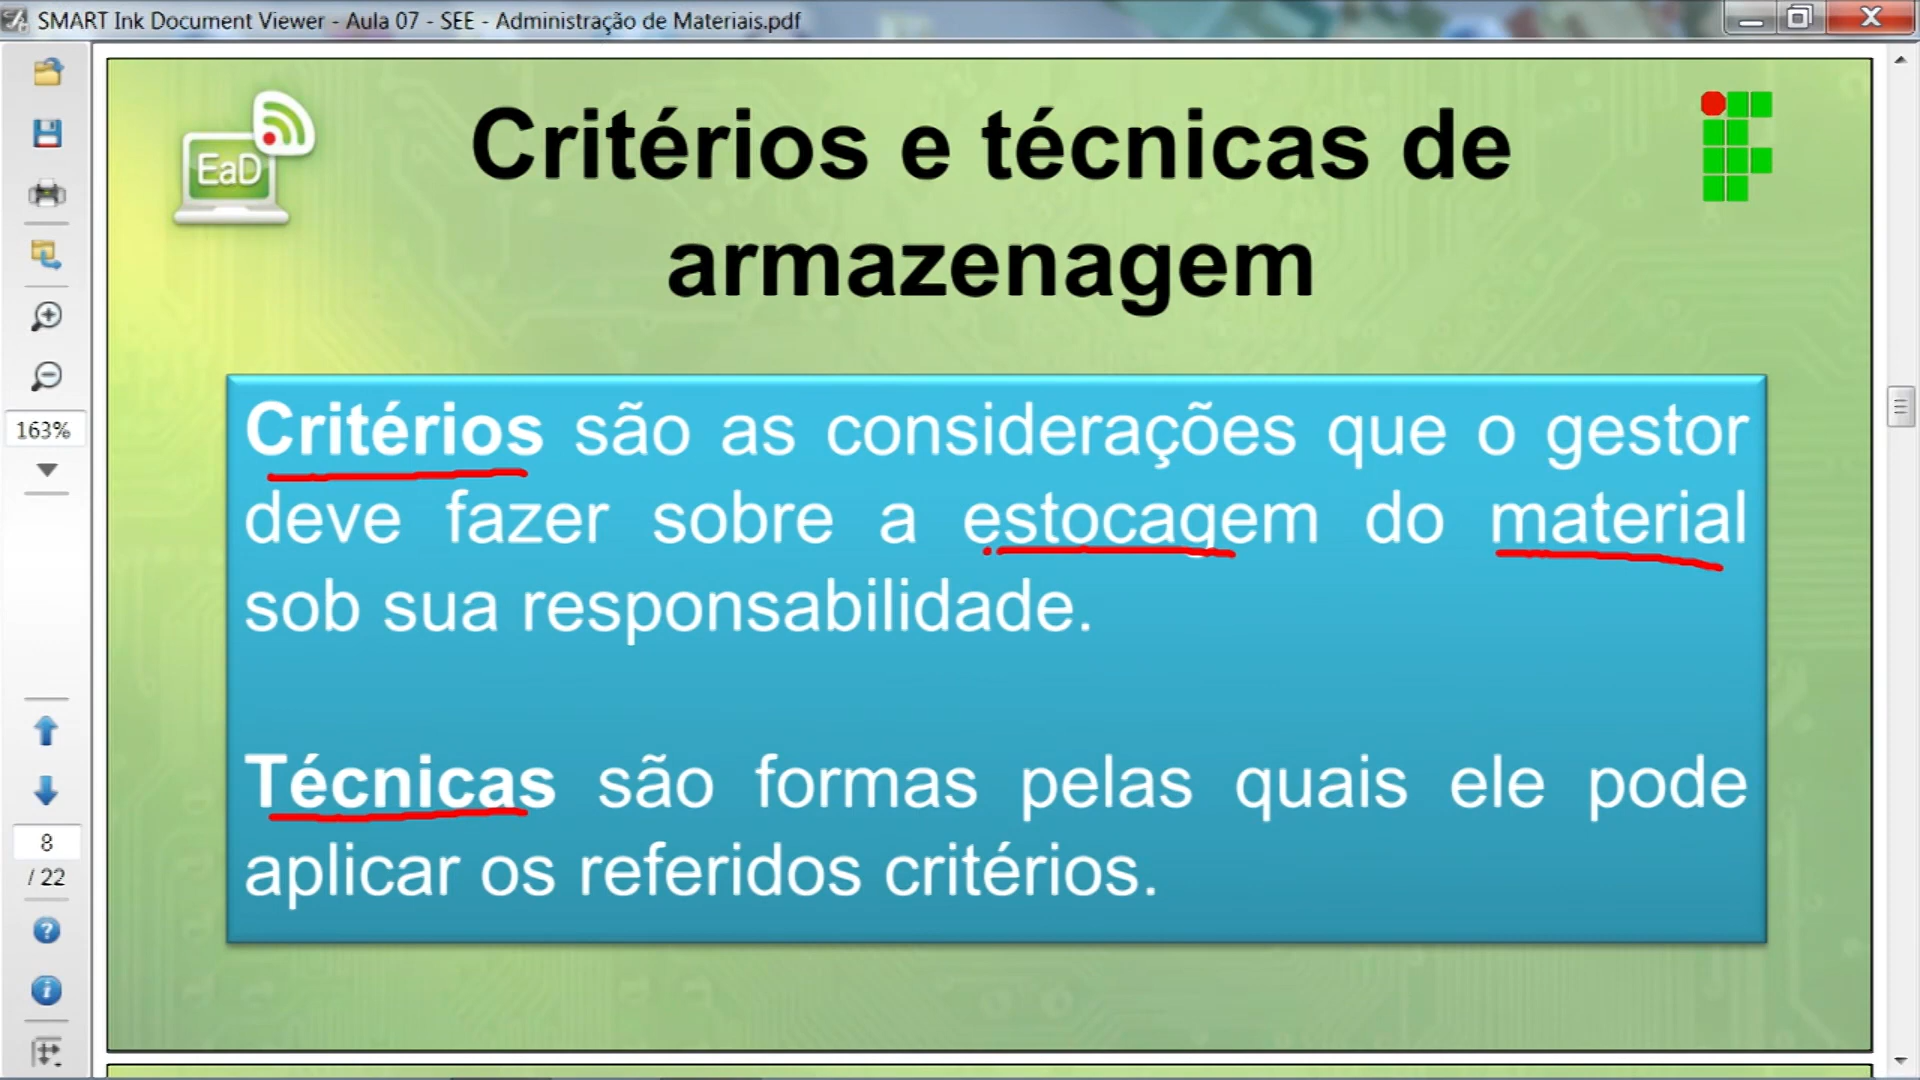 SMART Ink Document Viewer - Aula 07 - SEE - Administração de Materiais.pdf
EaD
Critérios e técnicas de
armazenagem
163%
Critérios são as considerações que o gestor
deve fazer sobre a estocagem do material
sob sua responsabilidade.
Técnicas são formas pelas quais ele pode
aplicar os referidos critérios.
8
/ 22